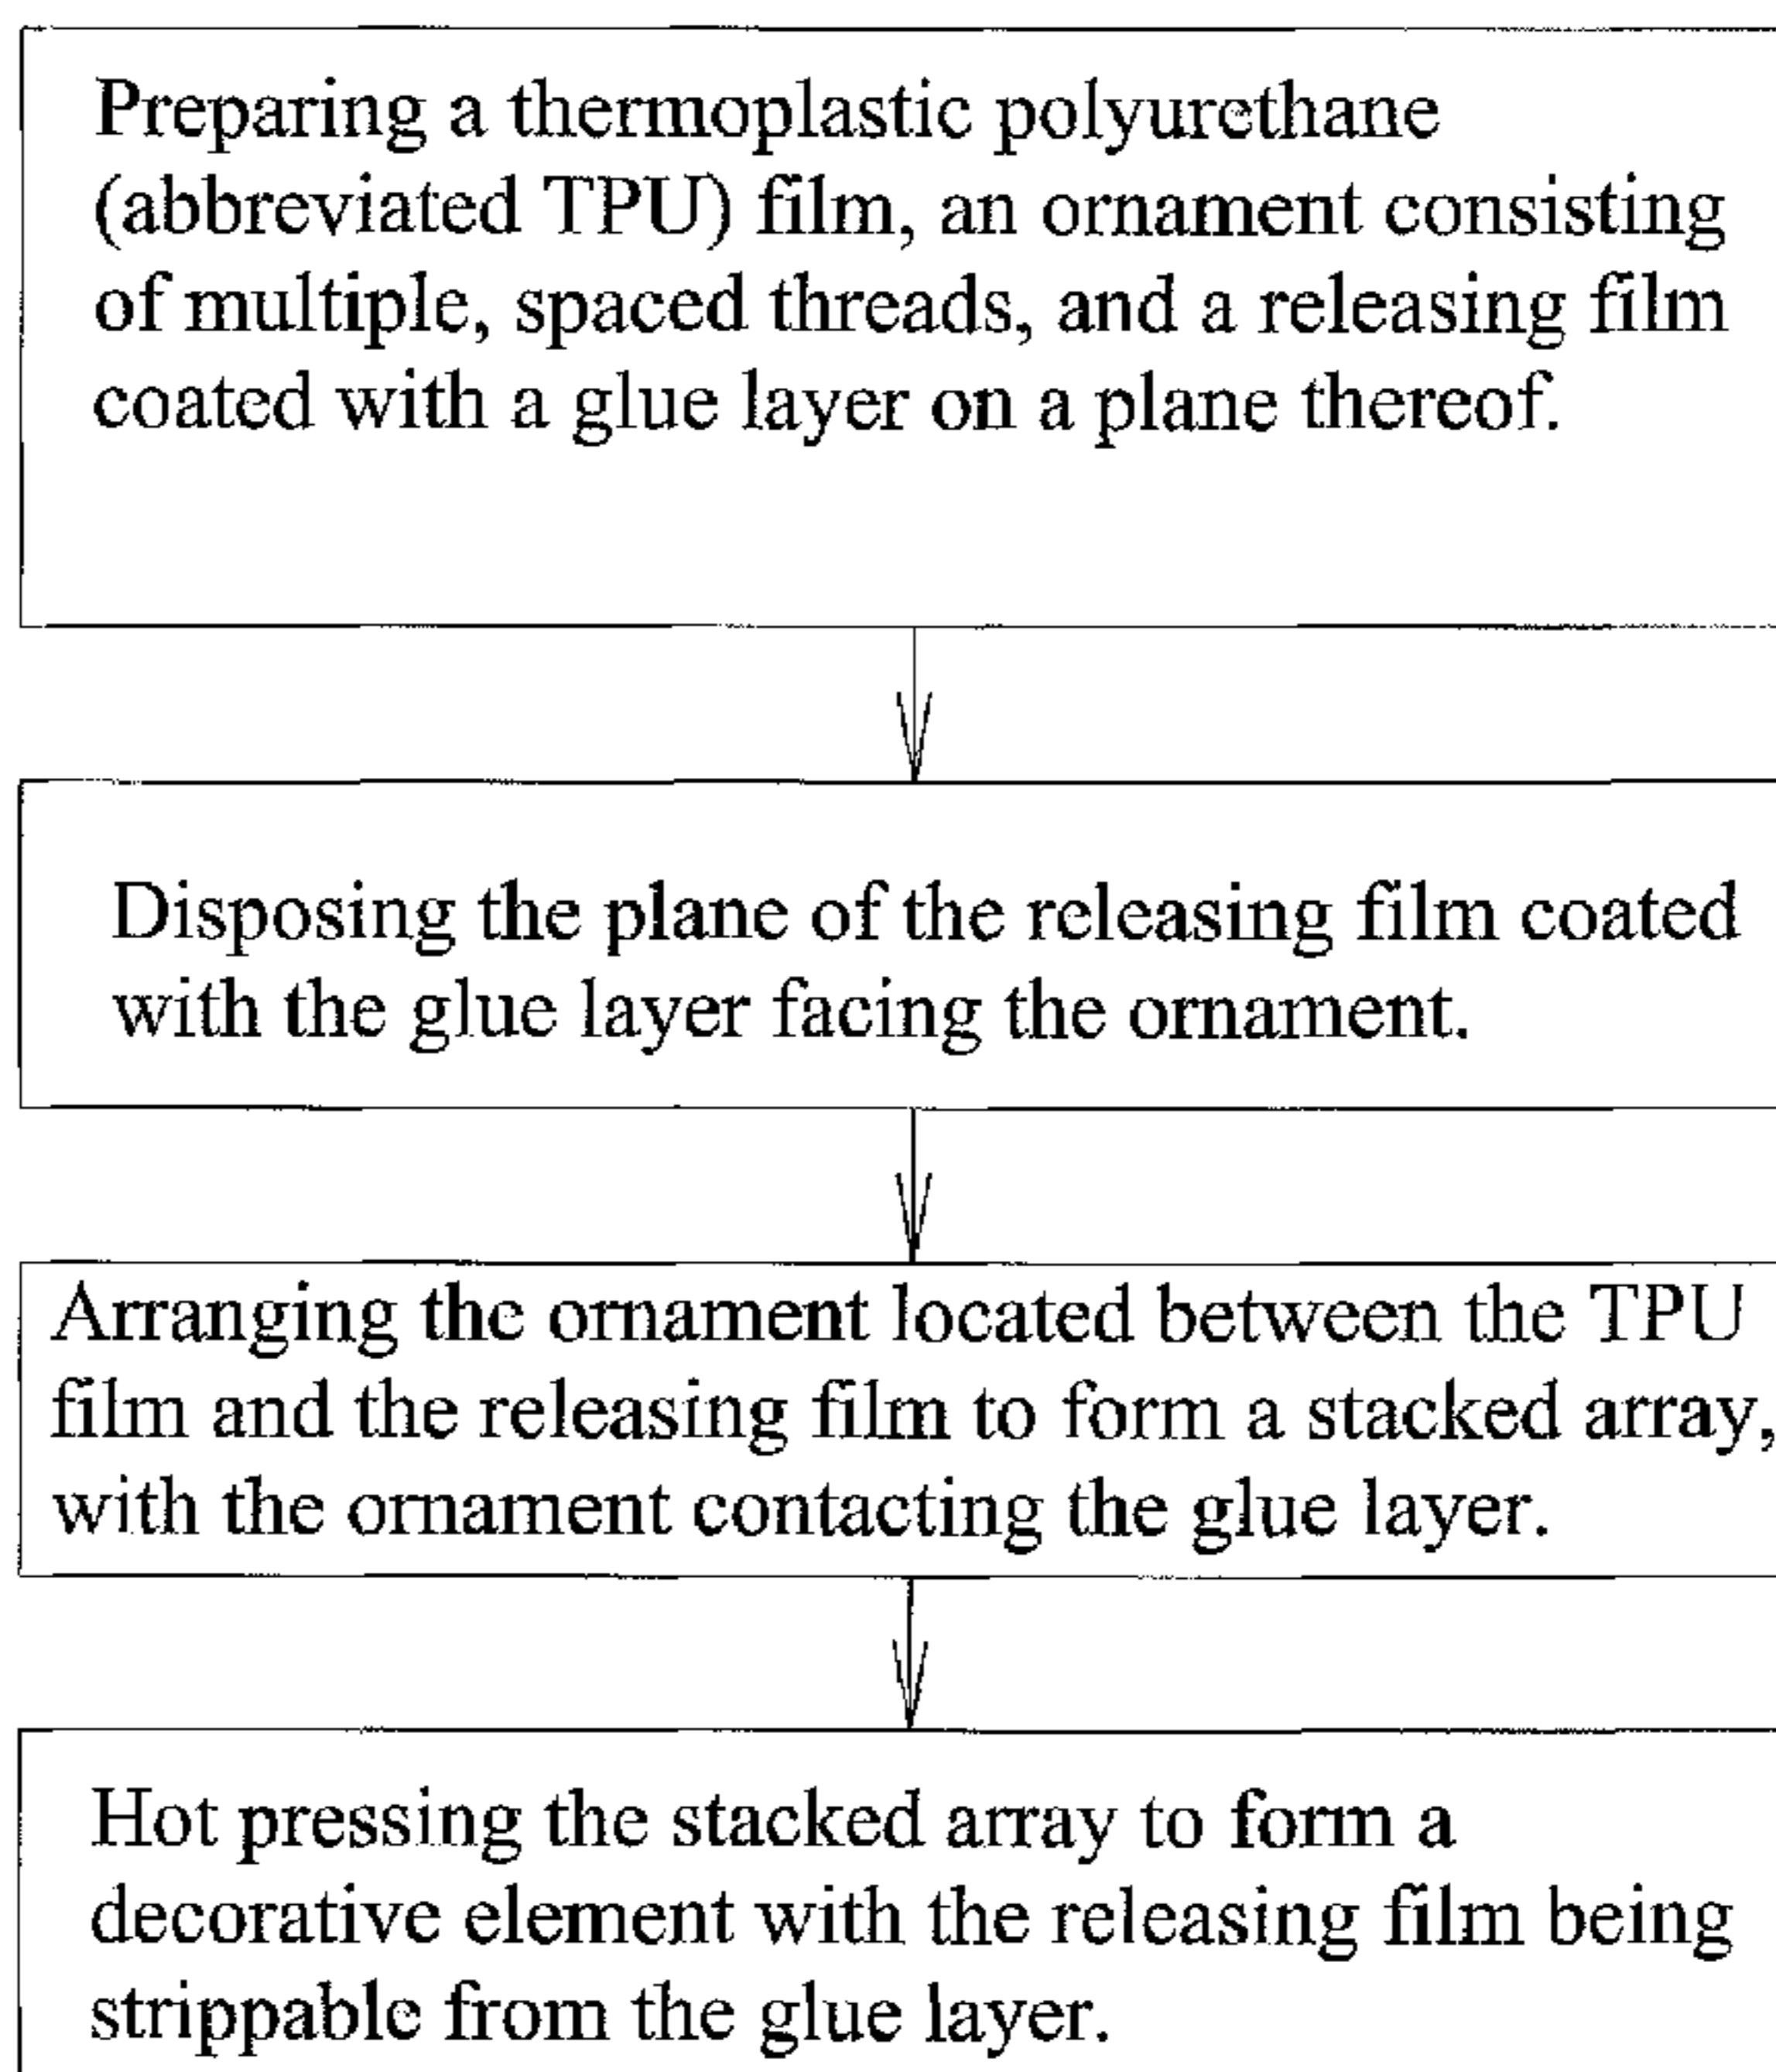 Preparing a thermoplastic polyurethane
(abbreviated TPU) film, an ornament consisting
of multiple, spaced threads, and a releasing film
coated with a glue layer on a plane thereof.
Disposing the plane of the releasing film coated
with the glue layer facing the ornament.
Arranging the ornament located between the TPU
film and the releasing film to form a stacked array,
with the ornament contacting the glue layer.
Hot pressing the stacked array to form a
decorative element with the releasing film being
strippable from the glue layer.